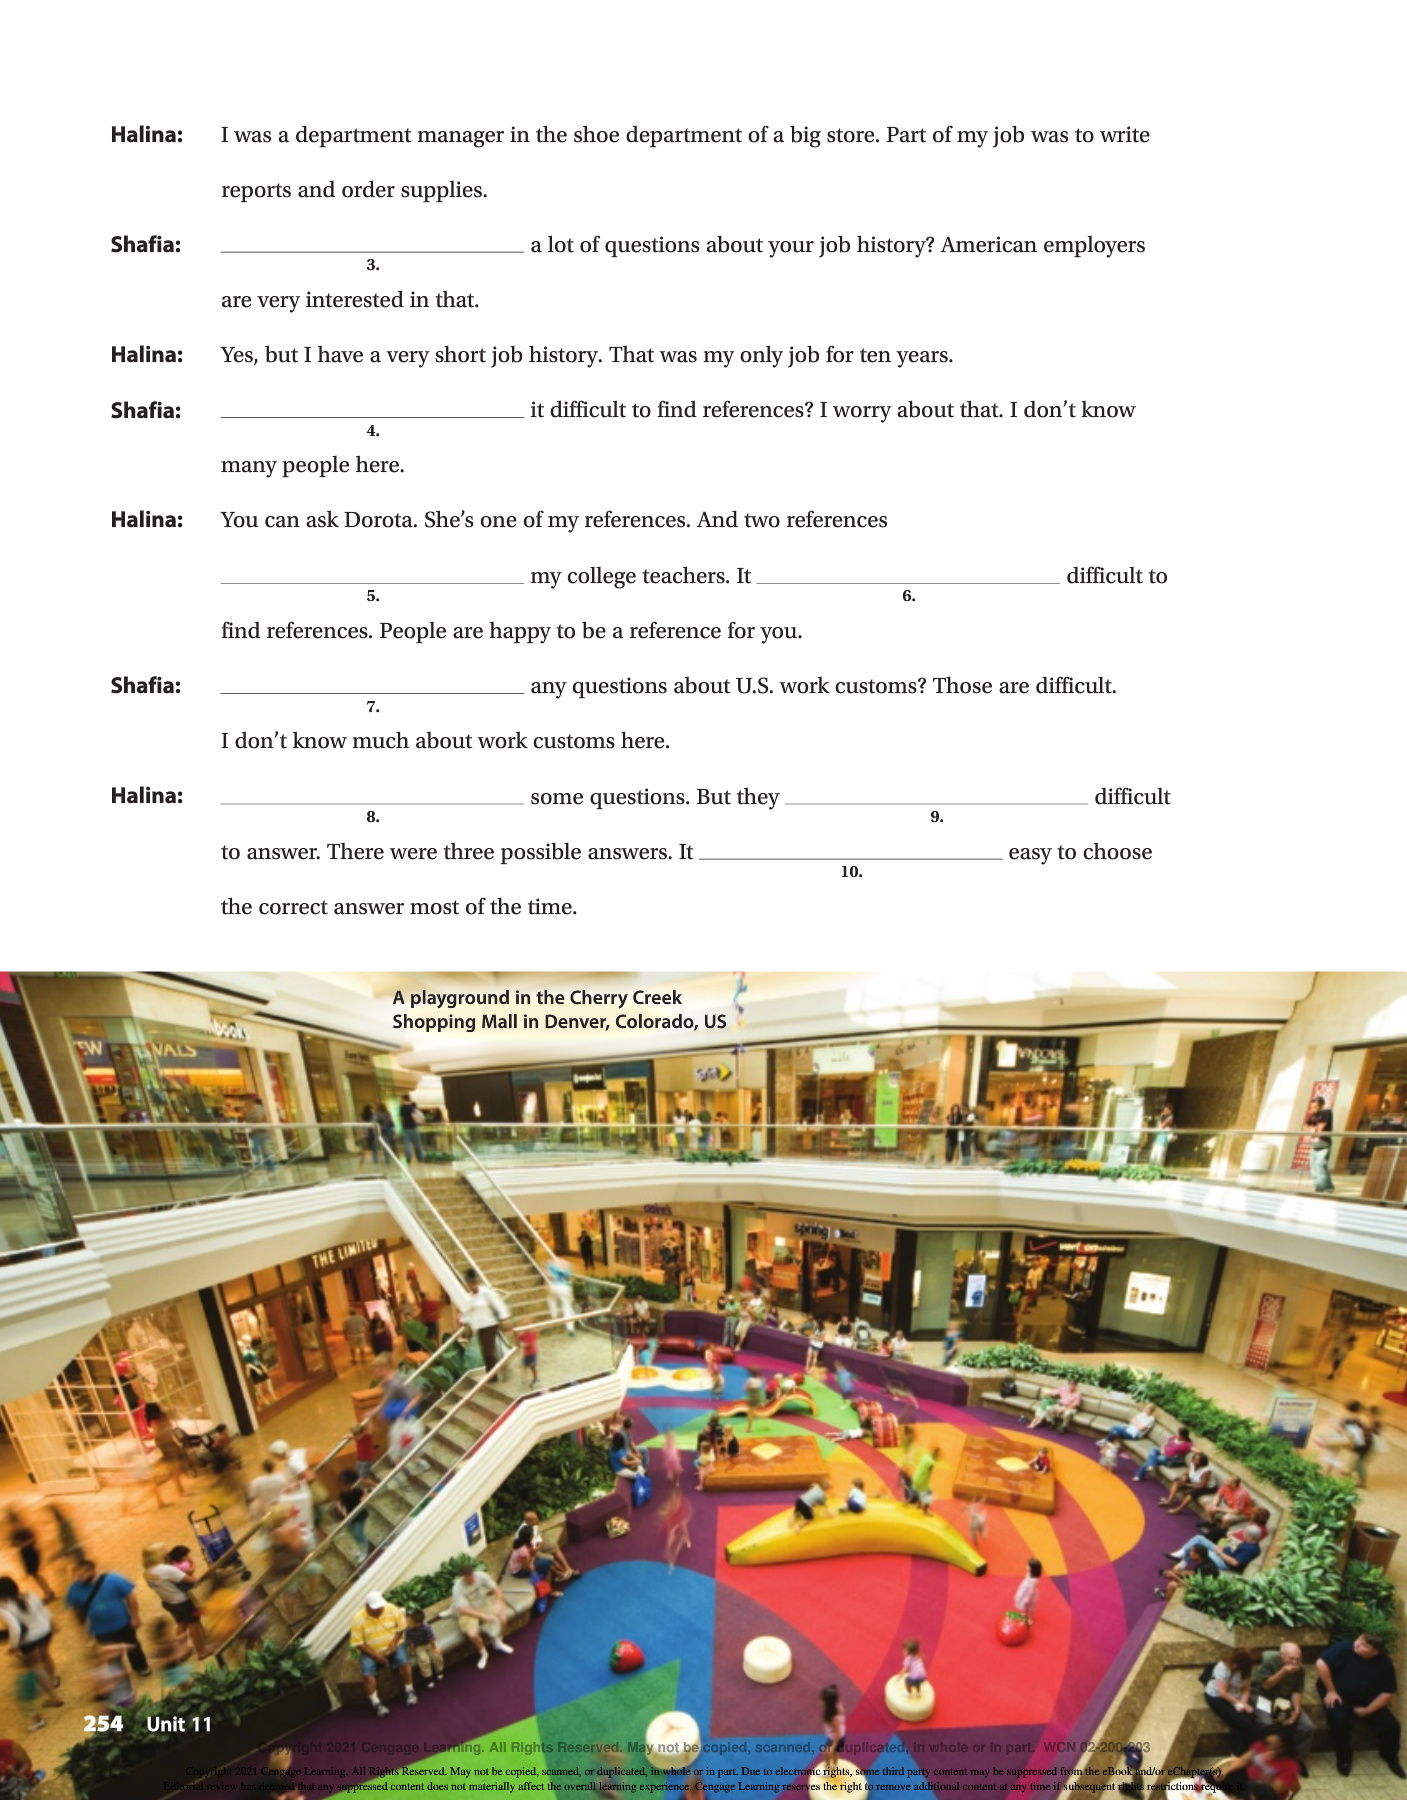 Halina: I was a department manager in the shoe department of a big store. Part of my job was to write
reports and order supplies.
Shafia: ____ a lot of questions about your job history? American employers
3.
are very interested in that.
Halina: Yes, but I have a very short job history. That was my only job for ten years.
Shafia: ____ it difficult to find references? I worry about that. I don't know
4.
many people here.
Halina: You can ask Dorota. She's one of my references. And two references
____ my college teachers. It ____ difficult to
5. 6.
find references. People are happy to be a reference for you.
Shafia: ____ any questions about U.S. work customs? Those are difficult.
7.
I don't know much about work customs here.
Halina: ____ some questions. But they ____ difficult
8. 9.
to answer. There were three possible answers. It ____ easy to choose
10.
the correct answer most of the time.
A playground in the Cherry Creek
Shopping Mall in Denver, Colorado, US
books
VALS
THE LIMITED
spring
verizon
254 Unit 11
Copyright 2021 Cengage Learning. All Rights Reserved. May not be copied, scanned, or duplicated, in whole or in part. WCN 02-200-203
Copyright 2021 Cengage Learning. All Rights Reserved. May not be copied, scanned, or duplicated, in whole or in part. Due to electronic rights, some third party content may be suppressed from the eBook and/or eChapter(s).
Editorial review has deemed that any suppressed content does not materially affect the overall learning experience. Cengage Learning reserves the right to remove additional content at any time if subsequent rights restrictions require it.